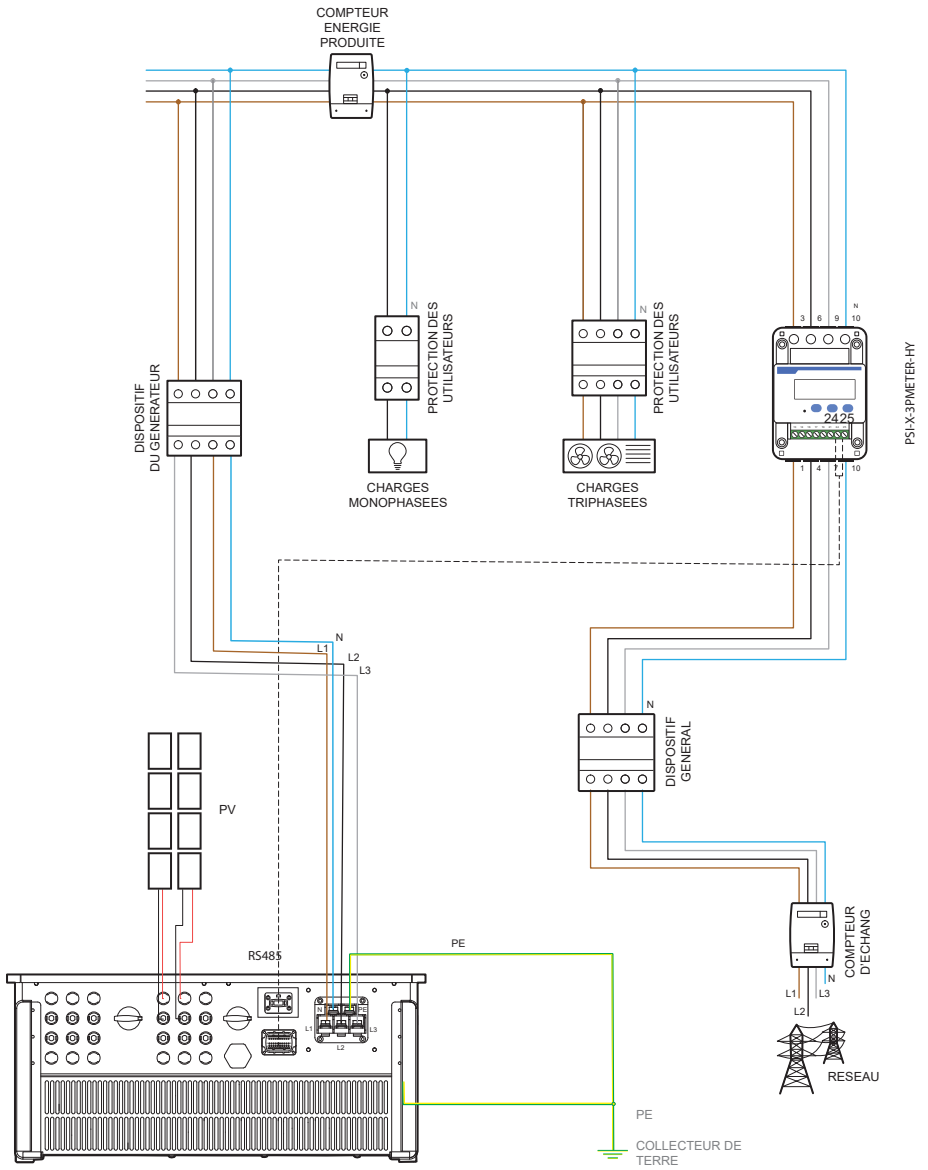 COMPTEUR
ENERGIE
PRODUITE
N
3 6 9 10
N
N
PROTECTION DES
UTILISATEURS
PROTECTION DES
UTILISATEURS
DISPOSITIF
DU GENERATEUR
PSI-X-3PMETER-HY
2425
1 4 7 10
CHARGES
MONOPHASEES
CHARGES
TRIPHASEES
N
L1
L2
L3
N
DISPOSITIF
GENERAL
PV
COMPTEUR
D'ECHANG
RS485
PE
N
L1 L3
L2
N PE
L1 L3
L2
RESEAU
PE
COLLECTEUR DE
TERRE